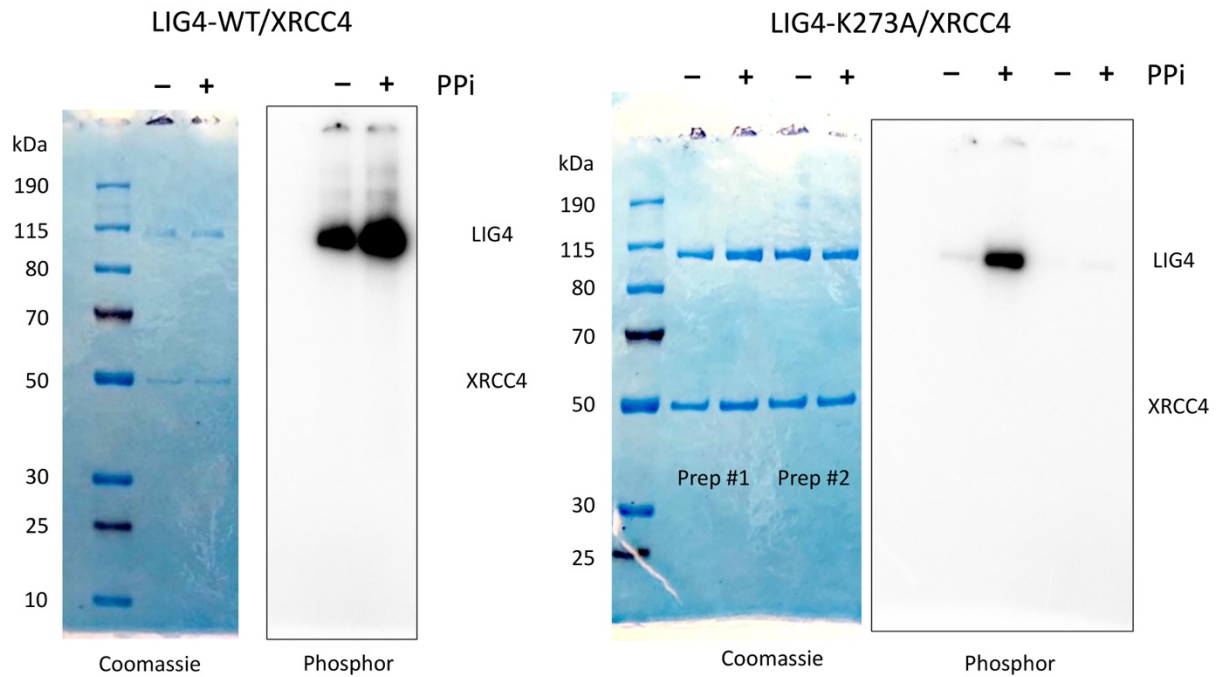 LIG4-WT/XRCC4
− + − + PPi
kDa
190
115
80
70
50
30
25
10
LIG4
XRCC4
Coomassie Phosphor
LIG4-K273A/XRCC4
− + − + − + − + PPi
kDa
190
115
80
70
50
30
25
LIG4
XRCC4
Prep #1 Prep #2
Coomassie Phosphor